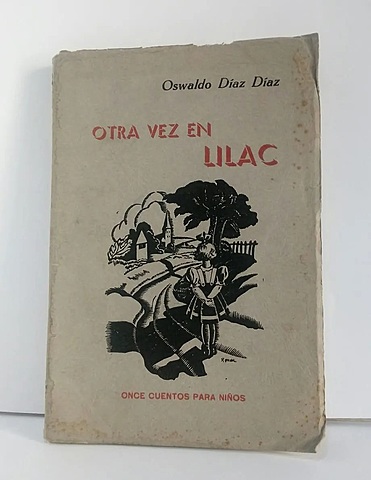 Oswaldo Díaz Díaz
OTRA VEZ EN
LILAC
ONCE CUENTOS PARA NIÑOS